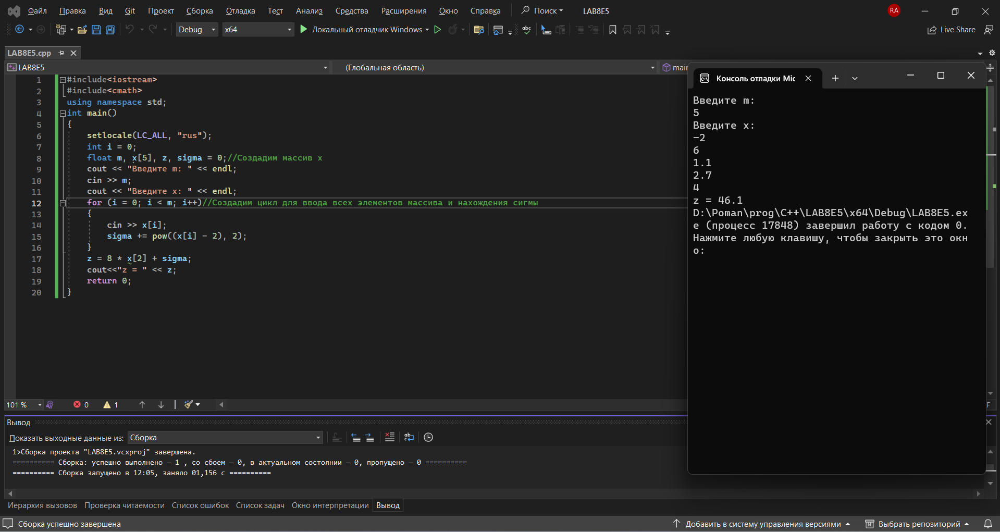 Файл Правка Вид Git Проект Сборка Отладка Тест Анализ Средства Расширения Окно Справка Поиск LAB8E5 RA
Debug x64 Локальный отладчик Windows Live Share
LAB8E5.cpp
LAB8E5 (Глобальная область) main
1 #include<iostream>
2 #include<cmath>
3 using namespace std;
4 int main()
5 {
6 setlocale(LC_ALL, "rus");
7 int i = 0;
8 float m, x[5], z, sigma = 0;//Создадим массив x
9 cout << "Введите m: " << endl;
10 cin >> m;
11 cout << "Введите x: " << endl;
12 for (i = 0; i < m; i++)//Создадим цикл для ввода всех элементов массива и нахождения сигмы
13 {
14 cin >> x[i];
15 sigma += pow((x[i] - 2), 2);
16 }
17 z = 8 * x[2] + sigma;
18 cout<<"z = " << z;
19 return 0;
20 }
Консоль отладки Mic
Введите m:
5
Введите x:
-2
6
1.1
2.7
4
z = 46.1
D:\Poman\prog\C++\LAB8E5\x64\Debug\LAB8E5.ex
e (процесс 17848) завершил работу с кодом 0.
Нажмите любую клавишу, чтобы закрыть это окн
о:
101 % 0 1
Вывод
Показать выходные данные из: Сборка
1>Сборка проекта "LAB8E5.vcxproj" завершена.
========== Сборка: успешно выполнено — 1 , со сбоем — 0, в актуальном состоянии — 0, пропущено — 0 ==========
========== Сборка запущено в 12:05, заняло 01,156 с ==========
Иерархия вызовов Проверка читаемости Список ошибок Список задач Окно интерпретации Вывод
Сборка успешно завершена Добавить в систему управления версиями Выбрать репозиторий